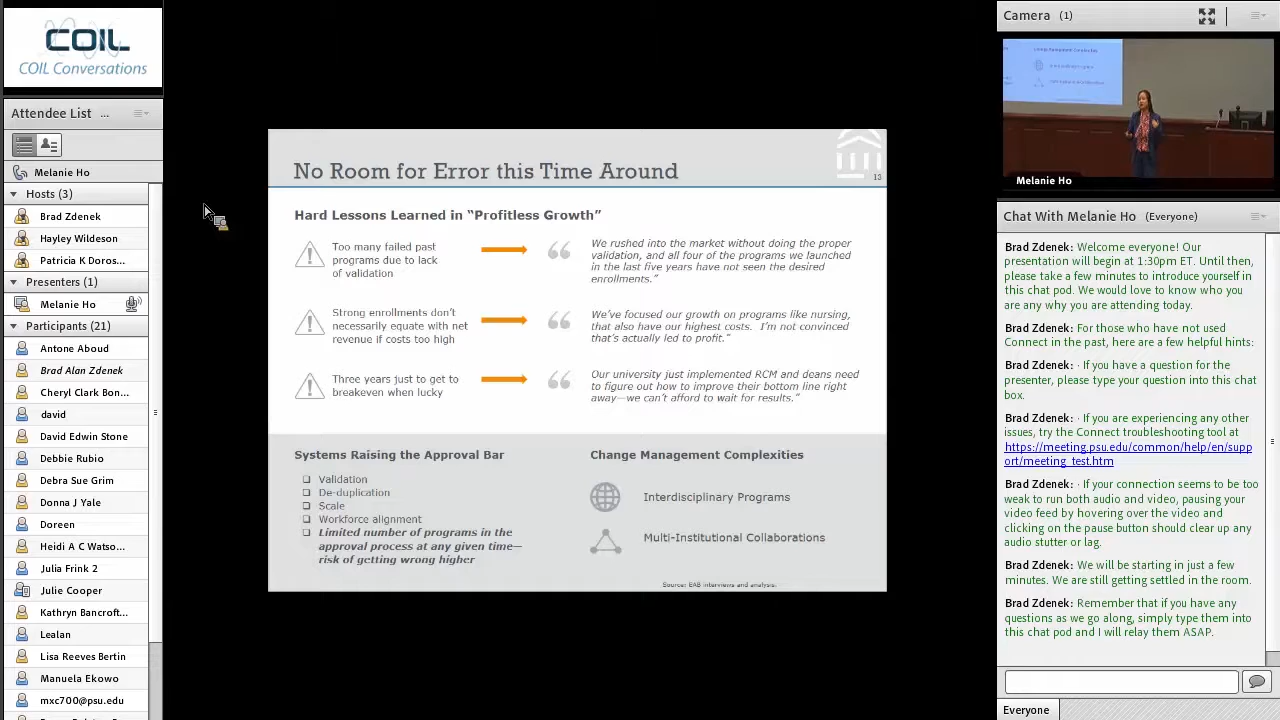 COIL
COIL Conversations
Attendee List ...
Melanie Ho
Hosts (3)
Brad Zdenek
Hayley Wildeson
Patricia K Doros...
Presenters (1)
Melanie Ho
Participants (21)
Antone Aboud
Brad Alan Zdenek
Cheryl Clark Bon...
david
David Edwin Stone
Debbie Rubio
Debra Sue Grim
Donna J Yale
Doreen
Heidi A C Watso...
Julia Frink 2
Julie Cooper
Kathryn Bancroft...
Lealan
Lisa Reeves Bertin
Manuela Ekowo
mxc700@psu.edu
No Room for Error this Time Around
13
Hard Lessons Learned in “Profitless Growth”
Too many failed past
programs due to lack
of validation
We rushed into the market without doing the proper
validation, and all four of the programs we launched
in the last five years have not seen the desired
enrollments.”
Strong enrollments don’t
necessarily equate with net
revenue if costs too high
We’ve focused our growth on programs like nursing,
that also have our highest costs. I’m not convinced
that’s actually led to profit.”
Three years just to get to
breakeven when lucky
Our university just implemented RCM and deans need
to figure out how to improve their bottom line right
away—we can’t afford to wait for results.”
Systems Raising the Approval Bar
Validation
De-duplication
Scale
Workforce alignment
Limited number of programs in the
approval process at any given time—
risk of getting wrong higher
Change Management Complexities
Interdisciplinary Programs
Multi-Institutional Collaborations
Source: EAB interviews and analysis.
Camera (1)
Melanie Ho
Chat With Melanie Ho (Everyone)
Brad Zdenek: Welcome everyone! Our
presentation will begin at 1:30pm ET. Until then,
please take a few minutes to introduce yourself in
this chat pod. We would love to know who you
are any why you are attending today.
Brad Zdenek: For those who have not used
Connect in the past, here are a few helpful hints:
Brad Zdenek: · If you have a question for the
presenter, please type your question into this chat
box.
Brad Zdenek: · If you are experiencing any other
issues, try the Connect troubleshooting tool at
https://meeting.psu.edu/common/help/en/supp
ort/meeting_test.htm
Brad Zdenek: · If your connection seems to be too
weak to run both audio and video, pausing your
video feed by hovering over the video and
clicking on the pause button should clear up any
audio stutter or lag.
Brad Zdenek: We will be starting in just a few
minutes. We are still getting settled in the room.
Brad Zdenek: Remember that if you have any
questions as we go along, simply type them into
this chat pod and I will relay them ASAP.
Everyone